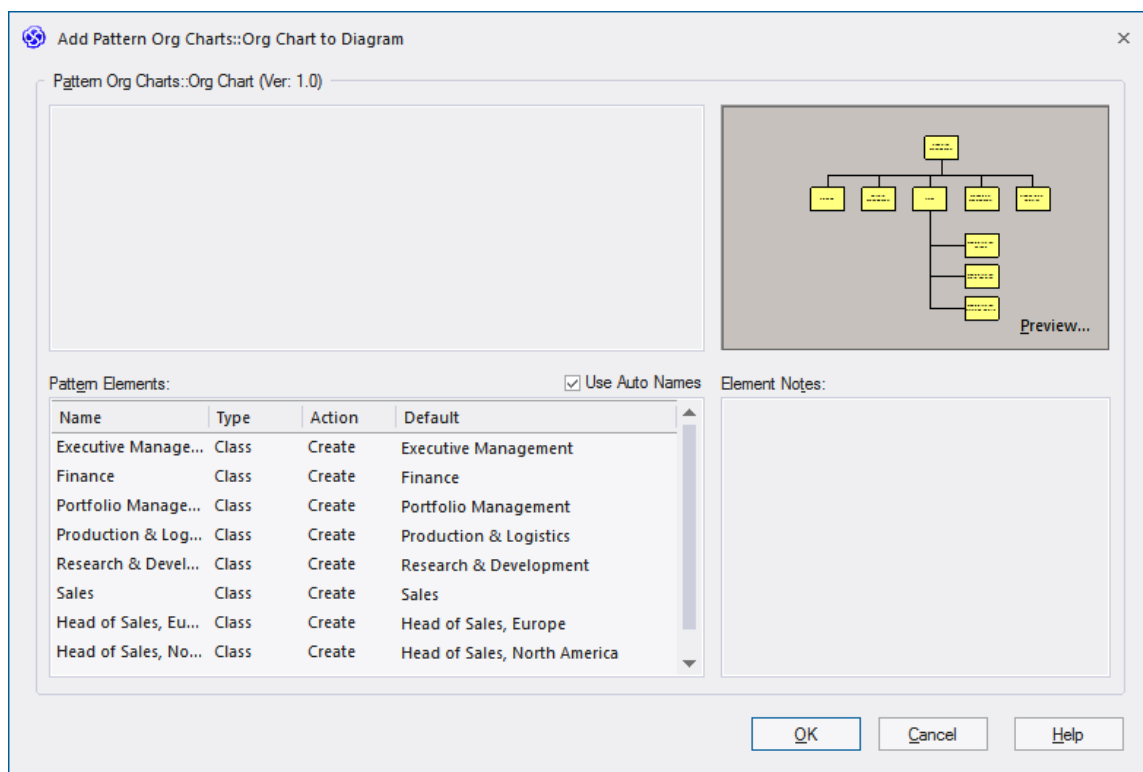 Add Pattern Org Charts::Org Chart to Diagram
Pattern Org Charts::Org Chart (Ver: 1.0)
Preview...
Pattern Elements:
Use Auto Names
Element Notes:
Name Type Action Default
Executive Manage... Class Create Executive Management
Finance Class Create Finance
Portfolio Manage... Class Create Portfolio Management
Production & Log... Class Create Production & Logistics
Research & Devel... Class Create Research & Development
Sales Class Create Sales
Head of Sales, Eu... Class Create Head of Sales, Europe
Head of Sales, No... Class Create Head of Sales, North America
OK Cancel Help